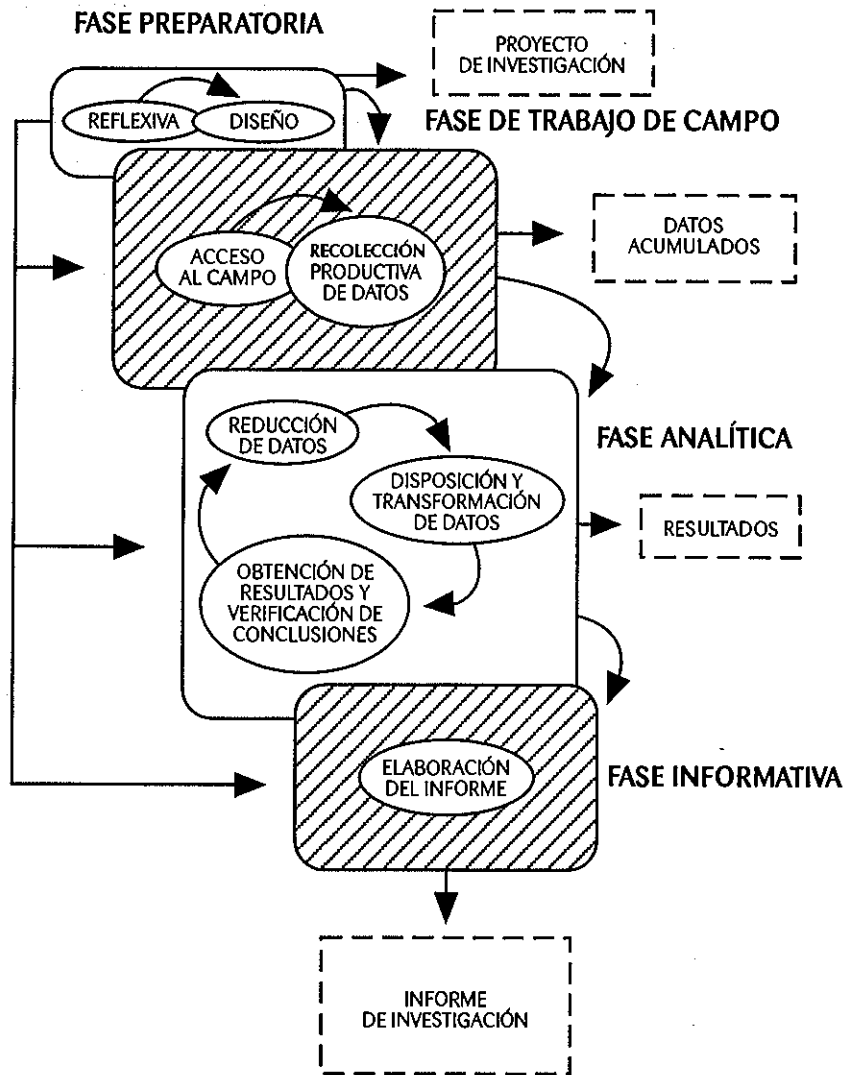 FASE PREPARATORIA
PROYECTO
DE INVESTIGACIÓN
REFLEXIVA
DISEÑO
FASE DE TRABAJO DE CAMPO
ACCESO
AL CAMPO
RECOLECCIÓN
PRODUCTIVA
DE DATOS
DATOS
ACUMULADOS
REDUCCIÓN
DE DATOS
FASE ANALÍTICA
DISPOSICIÓN Y
TRANSFORMACIÓN
DE DATOS
RESULTADOS
OBTENCIÓN DE
RESULTADOS Y
VERIFICACIÓN DE
CONCLUSIONES
ELABORACIÓN
DEL INFORME
FASE INFORMATIVA
INFORME
DE INVESTIGACIÓN